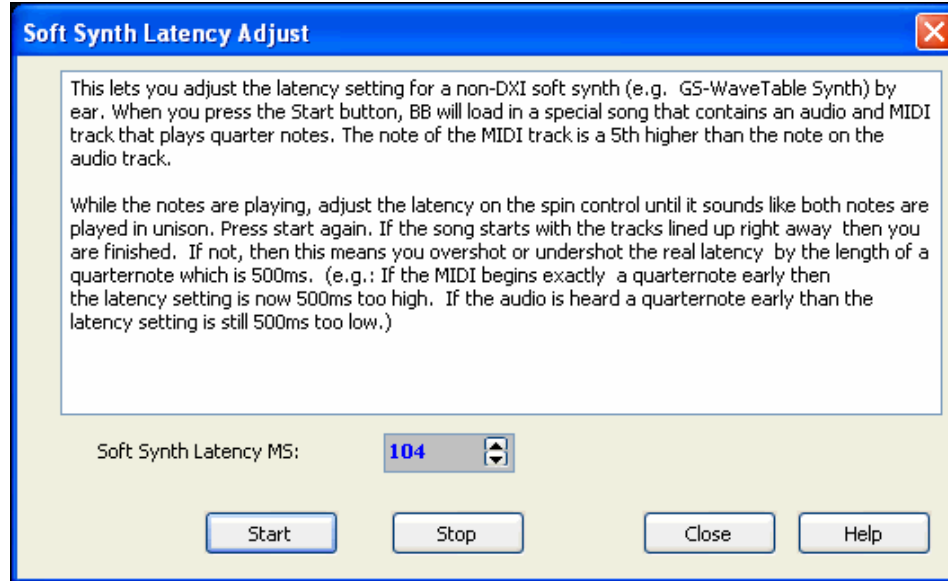 Soft Synth Latency Adjust
This lets you adjust the latency setting for a non-DXI soft synth (e.g.  GS-WaveTable Synth) by
ear. When you press the Start button, BB will load in a special song that contains an audio and MIDI
track that plays quarter notes. The note of the MIDI track is a 5th higher than the note on the
audio track.
While the notes are playing, adjust the latency on the spin control until it sounds like both notes are
played in unison. Press start again. If the song starts with the tracks lined up right away  then you
are finished.  If not, then this means you overshot or undershot the real latency  by the length of a
quarternote which is 500ms.  (e.g.: If the MIDI begins exactly  a quarternote early then
the latency setting is now 500ms too high.  If the audio is heard a quarternote early than the
latency setting is still 500ms too low.)
Soft Synth Latency MS: 104
Start Stop Close Help